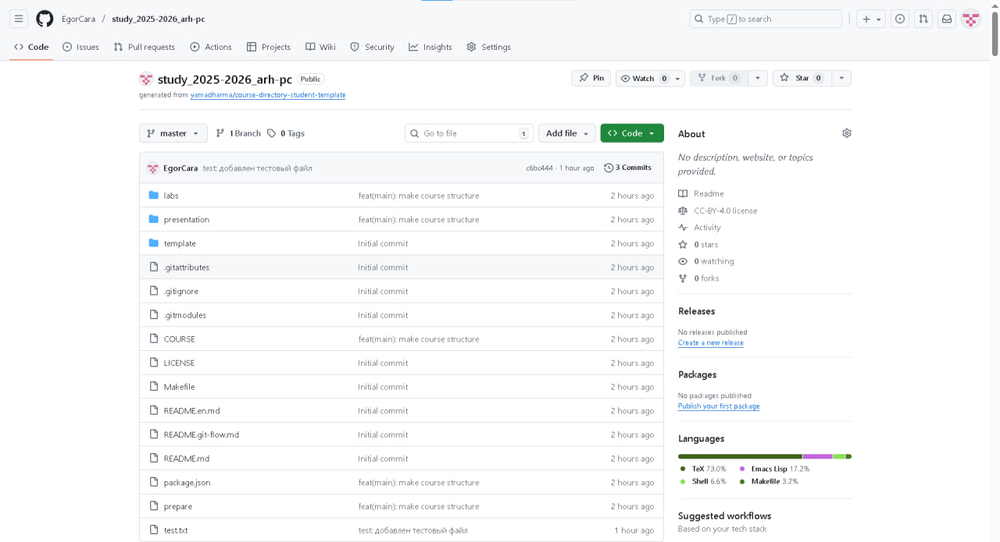 EgorCara / study_2025-2026_arh-pc
Type / to search
Code Issues Pull requests Actions Projects Wiki Security Insights Settings
study_2025-2026_arh-pc Public
Pin Watch 0 Fork 0 Star 0
generated from yamadharma/course-directory-student-template
master 1 Branch 0 Tags Go to file t Add file Code
EgorCara test: добавлен тестовый файл c6bc444 · 1 hour ago 3 Commits
labs feat(main): make course structure 2 hours ago
presentation feat(main): make course structure 2 hours ago
template Initial commit 2 hours ago
.gitattributes Initial commit 2 hours ago
.gitignore Initial commit 2 hours ago
.gitmodules Initial commit 2 hours ago
COURSE feat(main): make course structure 2 hours ago
LICENSE Initial commit 2 hours ago
Makefile Initial commit 2 hours ago
README.en.md Initial commit 2 hours ago
README.git-flow.md Initial commit 2 hours ago
README.md Initial commit 2 hours ago
package.json feat(main): make course structure 2 hours ago
prepare feat(main): make course structure 2 hours ago
test.txt test: добавлен тестовый файл 1 hour ago
About
No description, website, or topics
provided.
Readme
CC-BY-4.0 license
Activity
0 stars
0 watching
0 forks
Releases
No releases published
Create a new release
Packages
No packages published
Publish your first package
Languages
TeX 73.0% Emacs Lisp 17.2%
Shell 6.6% Makefile 3.2%
Suggested workflows
Based on your tech stack